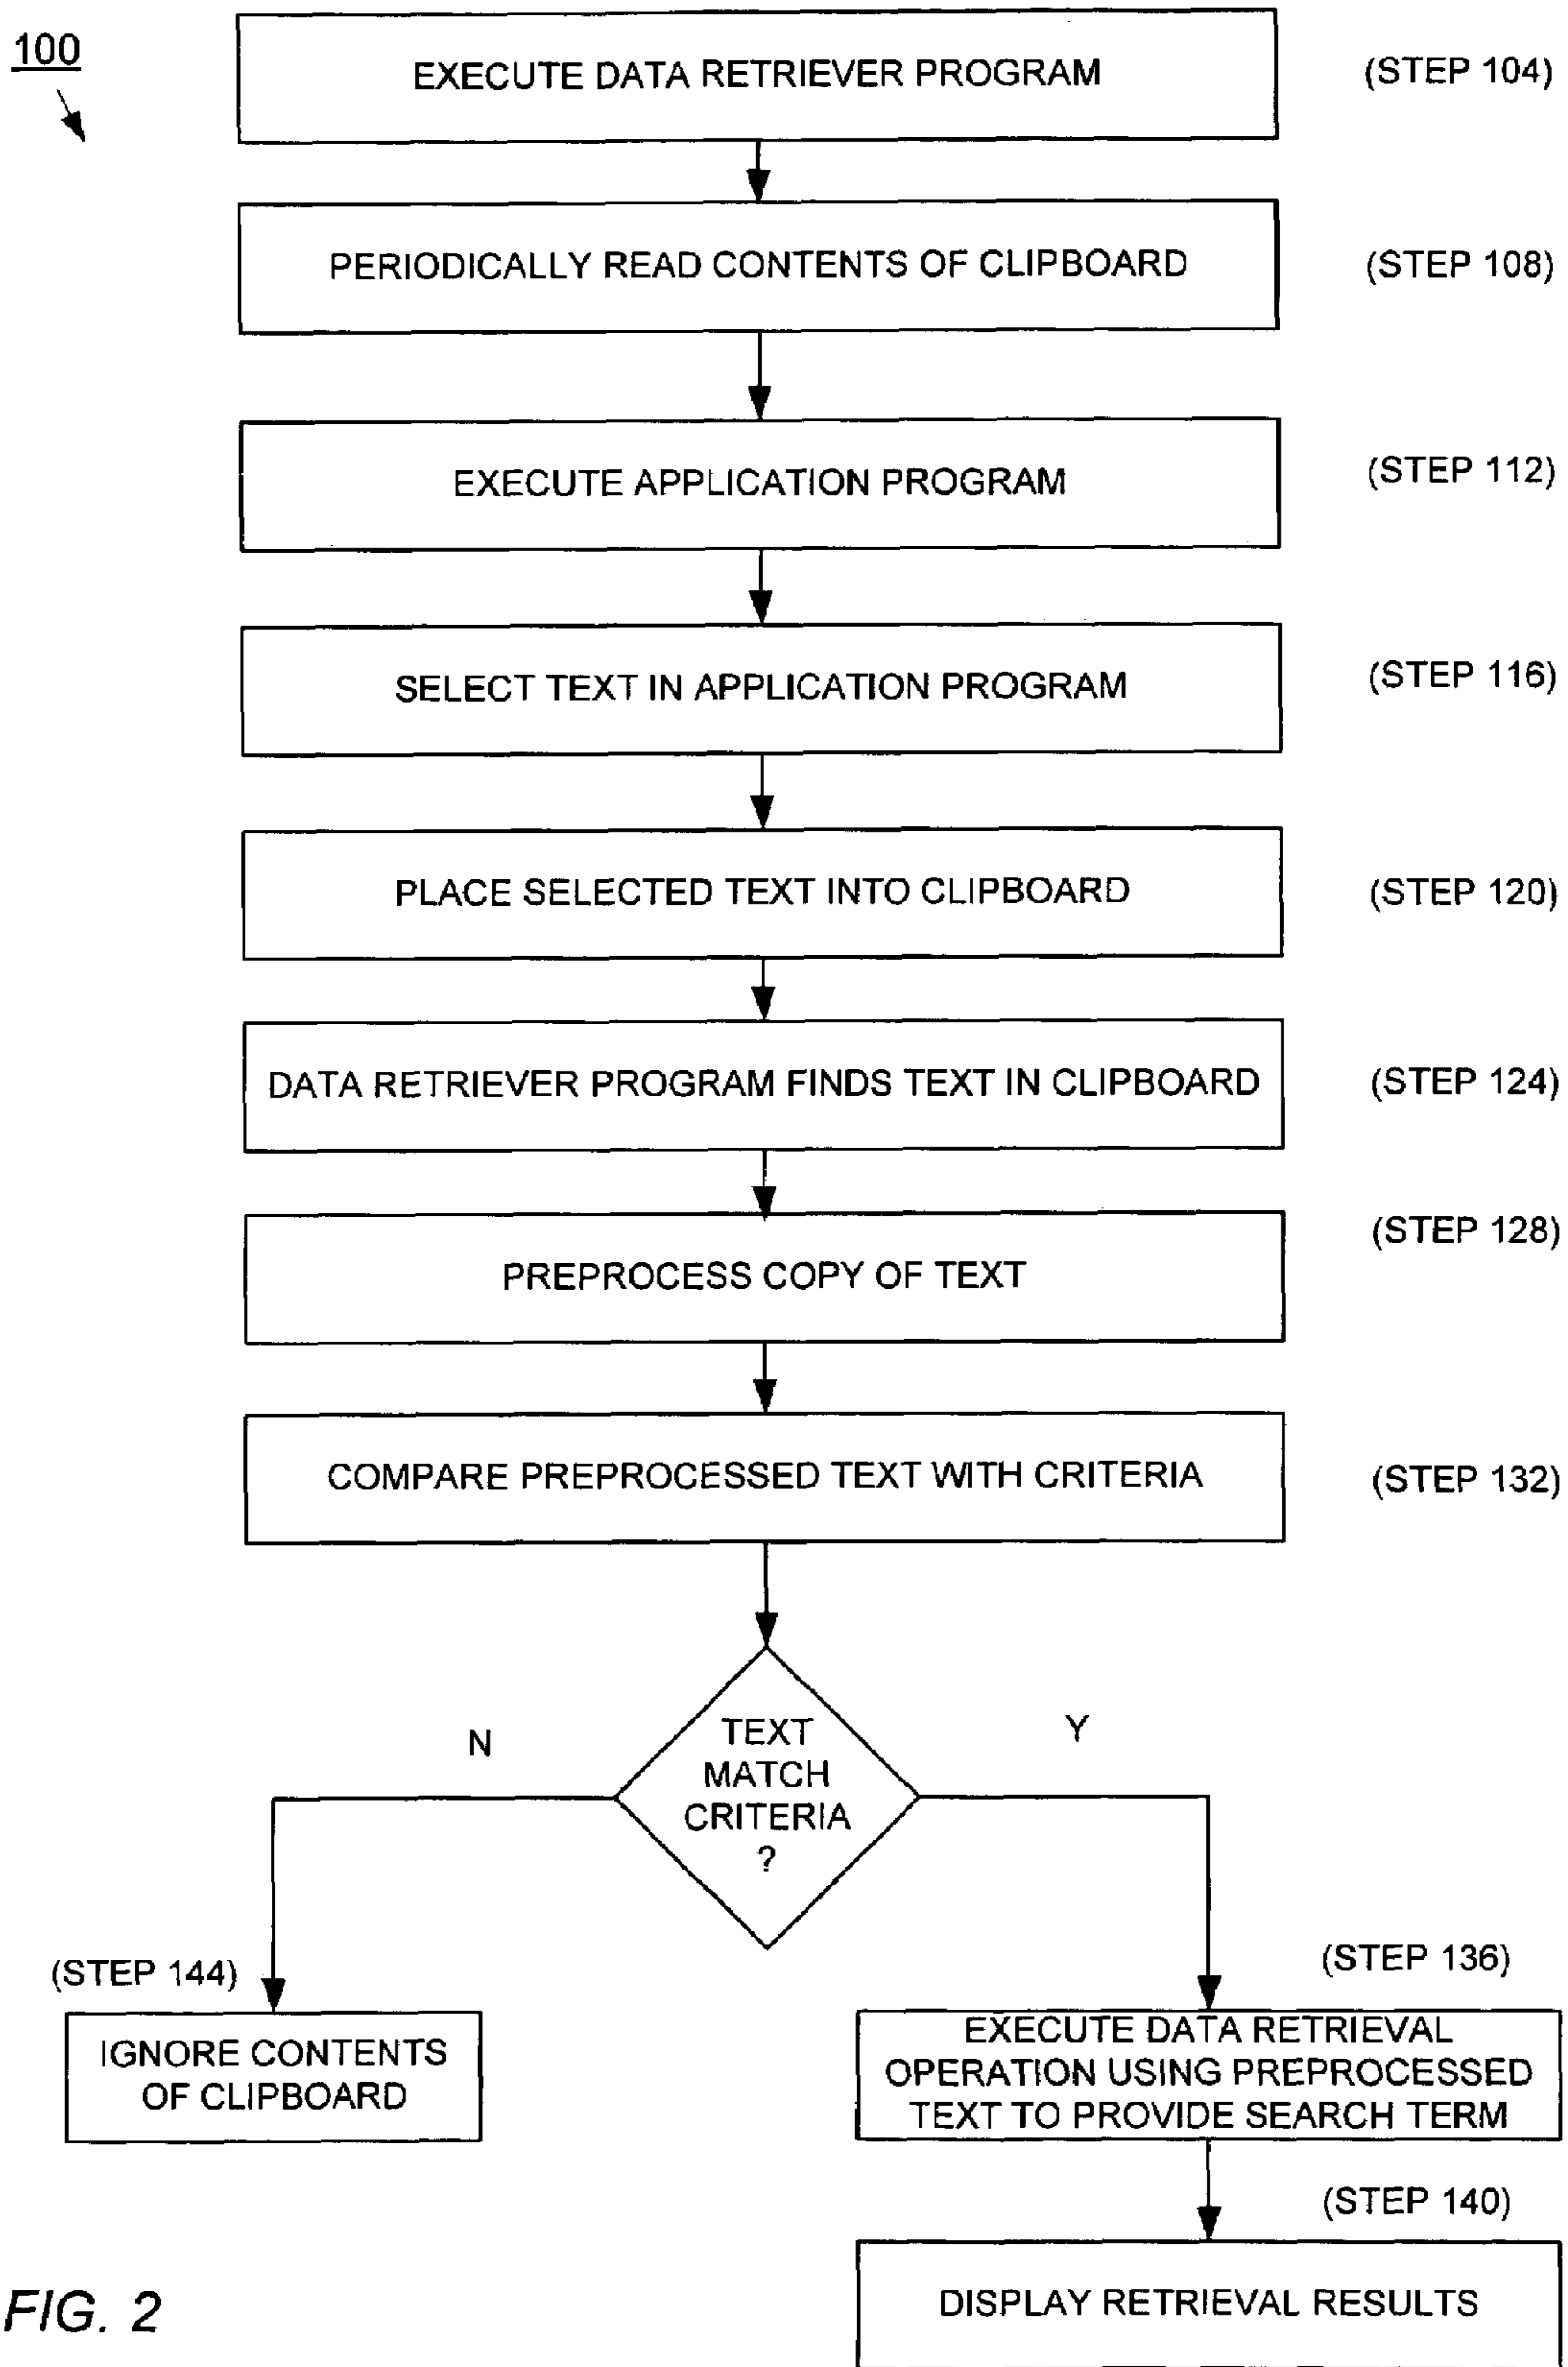 100
EXECUTE DATA RETRIEVER PROGRAM
(STEP 104)
PERIODICALLY READ CONTENTS OF CLIPBOARD
(STEP 108)
EXECUTE APPLICATION PROGRAM
(STEP 112)
SELECT TEXT IN APPLICATION PROGRAM
(STEP 116)
PLACE SELECTED TEXT INTO CLIPBOARD
(STEP 120)
DATA RETRIEVER PROGRAM FINDS TEXT IN CLIPBOARD
(STEP 124)
PREPROCESS COPY OF TEXT
(STEP 128)
COMPARE PREPROCESSED TEXT WITH CRITERIA
(STEP 132)
TEXT
MATCH
CRITERIA
?
N
Y
(STEP 144)
IGNORE CONTENTS
OF CLIPBOARD
(STEP 136)
EXECUTE DATA RETRIEVAL
OPERATION USING PREPROCESSED
TEXT TO PROVIDE SEARCH TERM
(STEP 140)
DISPLAY RETRIEVAL RESULTS
FIG. 2